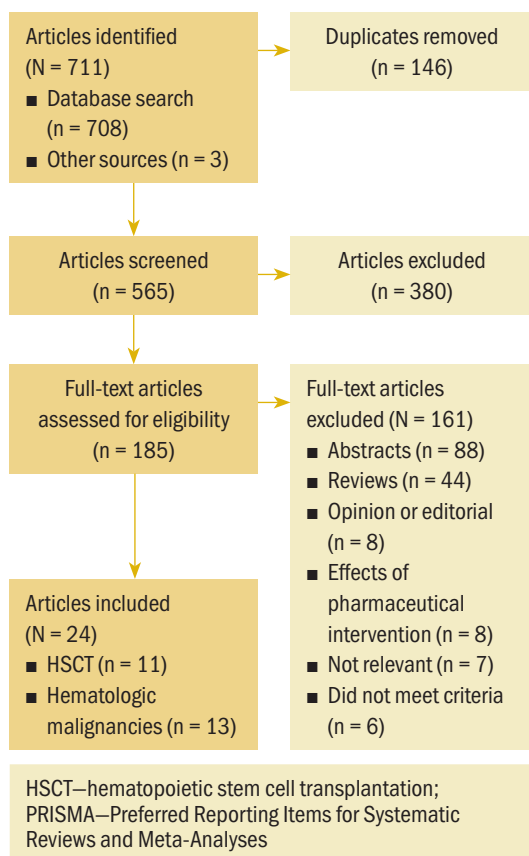 Articles identified
(N = 711)
■ Database search
(n = 708)
■ Other sources (n = 3)
Duplicates removed
(n = 146)
Articles screened
(n = 565)
Articles excluded
(n = 380)
Full-text articles
assessed for eligibility
(n = 185)
Full-text articles
excluded (N = 161)
■ Abstracts (n = 88)
■ Reviews (n = 44)
■ Opinion or editorial
(n = 8)
■ Effects of
pharmaceutical
intervention (n = 8)
■ Not relevant (n = 7)
■ Did not meet criteria
(n = 6)
Articles included
(N = 24)
■ HSCT (n = 11)
■ Hematologic
malignancies (n = 13)
HSCT—hematopoietic stem cell transplantation;
PRISMA—Preferred Reporting Items for Systematic
Reviews and Meta-Analyses